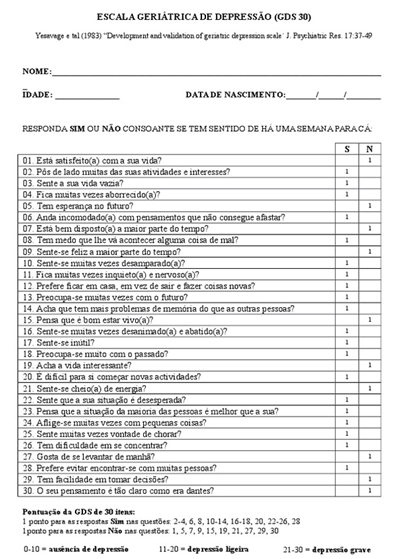 ESCALA GERIÁTRICA DE DEPRESSÃO (GDS 30)
Yesevage e tal (1983) “Development and validation of geriatric depression scale` J. Psychiatric Res. 17:37-49
NOME:____________________
IDADE: ____________ DATA DE NASCIMENTO:______/____/____
RESPONDA SIM OU NÃO CONSOANTE SE TEM SENTIDO DE HÁ UMA SEMANA PARA CÁ:
S N
01. Está satisfeito(a) com a sua vida? 1
02. Pôs de lado muitas das suas atividades e interesses? 1
03. Sente a sua vida vazia? 1
04. Fica muitas vezes aborrecido(a)? 1
05. Tem esperança no futuro? 1
06. Anda incomodado(a) com pensamentos que não consegue afastar? 1
07. Está bem disposto(a) a maior parte do tempo? 1
08. Tem medo que lhe vá acontecer alguma coisa de mal? 1
09. Sente-se feliz a maior parte do tempo? 1
10. Sente-se muitas vezes desamparado(a)? 1
11. Fica muitas vezes inquieto(a) e nervoso(a)? 1
12. Prefere ficar em casa, em vez de sair e fazer coisas novas? 1
13. Preocupa-se muitas vezes com o futuro? 1
14. Acha que tem mais problemas de memória do que as outras pessoas? 1
15. Pensa que é bom estar vivo(a)? 1
16. Sente-se muitas vezes desanimado(a) e abatido(a)? 1
17. Sente-se inútil? 1
18. Preocupa-se muito com o passado? 1
19. Acha a vida interessante? 1
20. E difícil para si começar novas actividades? 1
21. Sente-se cheio(a) de energia? 1
22. Sente que a sua situação é desesperada? 1
23. Pensa que a situação da maioria das pessoas é melhor que a sua? 1
24. Aflige-se muitas vezes com pequenas coisas? 1
25. Sente muitas vezes vontade de chorar? 1
26. Tem dificuldade em se concentrar? 1
27. Gosta de se levantar de manhã? 1
28. Prefere evitar encontrar-se com muitas pessoas? 1
29. Tem facilidade em tomar decisões? 1
30. O seu pensamento é tão claro como era dantes? 1
Pontuação da GDS de 30 itens:
1 ponto para as respostas Sim nas questões: 2-4, 6, 8, 10-14, 16-18, 20, 22-26, 28
1ponto para as respostas Não nas questões: 1, 5, 7, 9, 15, 19, 21, 27, 29, 30
0-10 = ausência de depressão 11-20 = depressão ligeira 21-30 = depressão grave